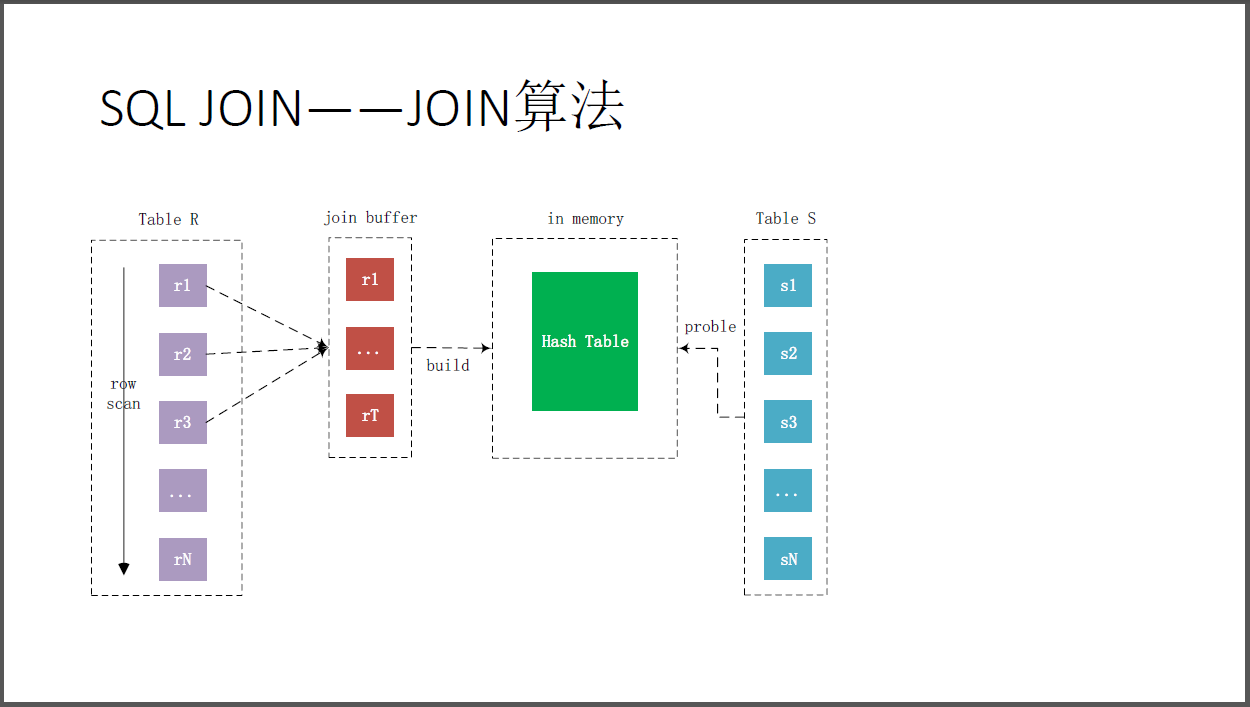 SQL JOIN——JOIN算法
Table R
join buffer
in memory
Table S
r1
r2
row
scan
r3
...
rN
r1
...
rT
build
Hash Table
proble
s1
s2
s3
...
sN